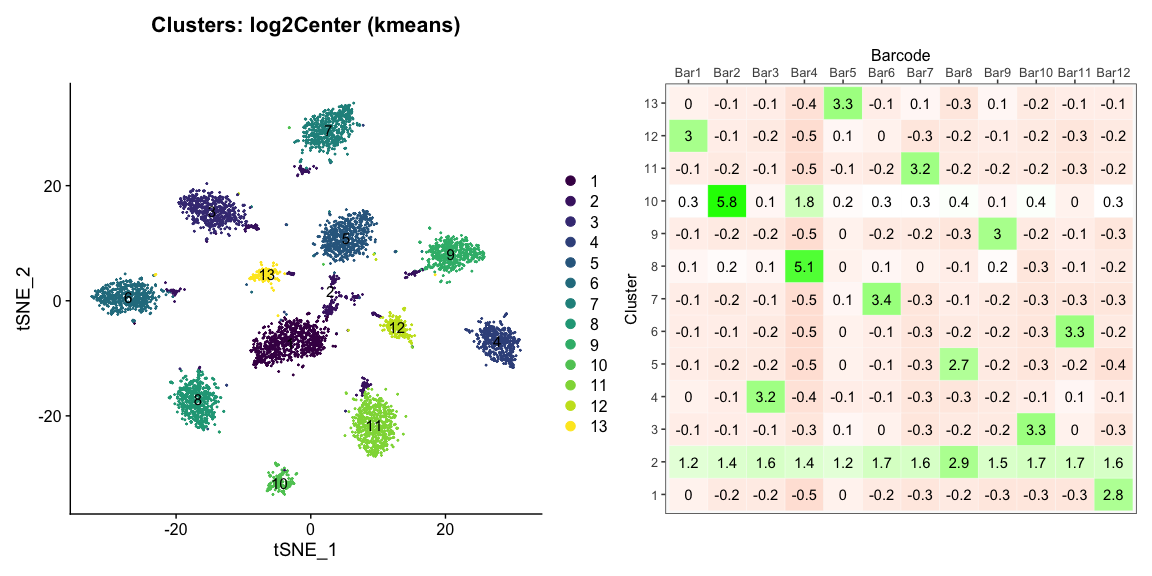 Clusters: log2Center (kmeans)
tSNE_2
20
0
-20
-20
0
20
tSNE_1
7
3
5
9
13
6
2
12
4
8
11
10
1
2
3
4
5
6
7
8
9
10
11
12
13
Barcode
Bar1 Bar2 Bar3 Bar4 Bar5 Bar6 Bar7 Bar8 Bar9 Bar10 Bar11 Bar12
Cluster
13 0 -0.1 -0.1 -0.4 3.3 -0.1 0.1 -0.3 0.1 -0.2 -0.1 -0.1
12 3 -0.1 -0.2 -0.5 0.1 0 -0.3 -0.2 -0.1 -0.2 -0.3 -0.2
11 -0.1 -0.2 -0.1 -0.5 -0.1 -0.2 3.2 -0.2 -0.2 -0.2 -0.3 -0.2
10 0.3 5.8 0.1 1.8 0.2 0.3 0.3 0.4 0.1 0.4 0 0.3
9 -0.1 -0.2 -0.2 -0.5 0 -0.2 -0.2 -0.2 3 -0.2 -0.1 -0.3
8 0.1 0.2 0.1 5.1 0 0.1 0 -0.1 0.2 -0.3 -0.1 -0.2
7 -0.1 -0.2 -0.2 -0.5 0.1 3.4 -0.3 -0.1 -0.2 -0.3 -0.3 -0.3
6 -0.1 -0.1 -0.2 -0.5 0 -0.1 -0.3 -0.2 -0.2 -0.3 3.3 -0.2
5 -0.1 -0.2 -0.2 -0.5 0 -0.1 -0.3 2.7 -0.2 -0.3 -0.2 -0.4
4 0 -0.1 3.2 -0.4 -0.1 -0.1 -0.3 -0.3 -0.2 -0.1 0.1 -0.1
3 -0.1 -0.1 -0.1 -0.3 0.1 0 -0.3 -0.2 -0.2 3.3 0 -0.3
2 1.2 1.4 1.6 1.4 1.2 1.7 1.6 2.9 1.5 1.7 1.7 1.6
1 0 -0.2 -0.2 -0.5 0 -0.2 -0.3 -0.2 -0.3 -0.3 -0.3 2.8